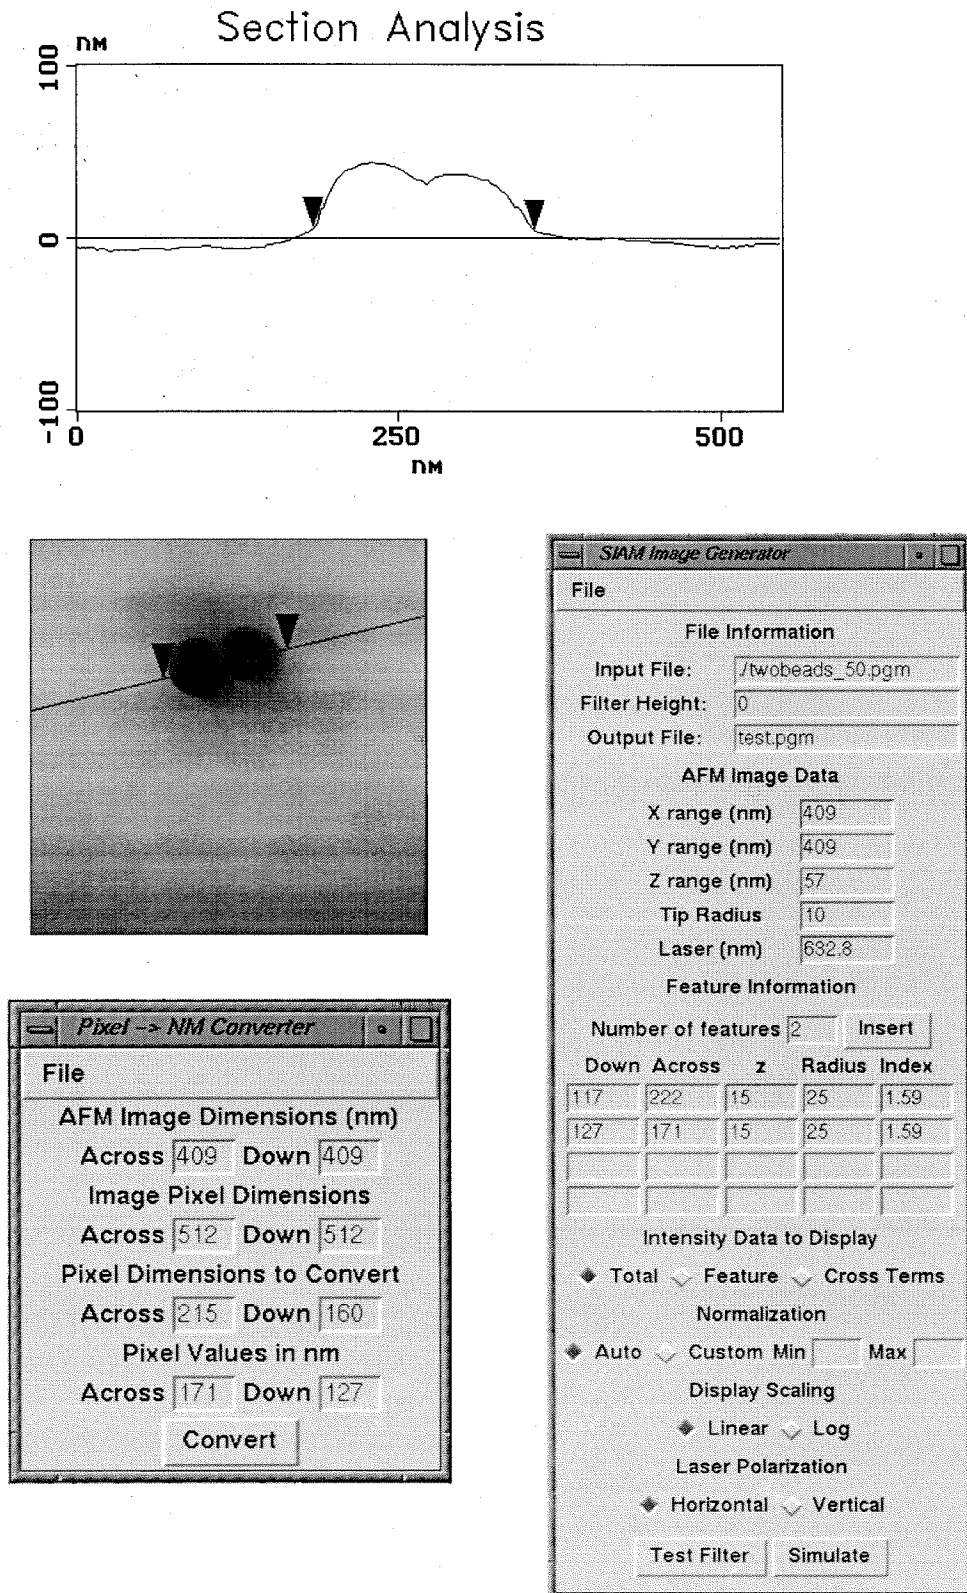 Section Analysis
nM
100
0
-100
0 250 500
nM
SIAM Image Generator
File
File Information
Input File: ./twobeads_50.pgm
Filter Height: 0
Output File: test.pgm
AFM Image Data
X range (nm) 409
Y range (nm) 409
Z range (nm) 57
Tip Radius 10
Laser (nm) 632.8
Feature Information
Number of features 2 Insert
Down Across z Radius Index
117 222 15 25 1.59
127 171 15 25 1.59
Intensity Data to Display
Total Feature Cross Terms
Normalization
Auto Custom Min Max
Display Scaling
Linear Log
Laser Polarization
Horizontal Vertical
Test Filter Simulate
Pixel -> NM Converter
File
AFM Image Dimensions (nm)
Across 409 Down 409
Image Pixel Dimensions
Across 512 Down 512
Pixel Dimensions to Convert
Across 215 Down 160
Pixel Values in nm
Across 171 Down 127
Convert